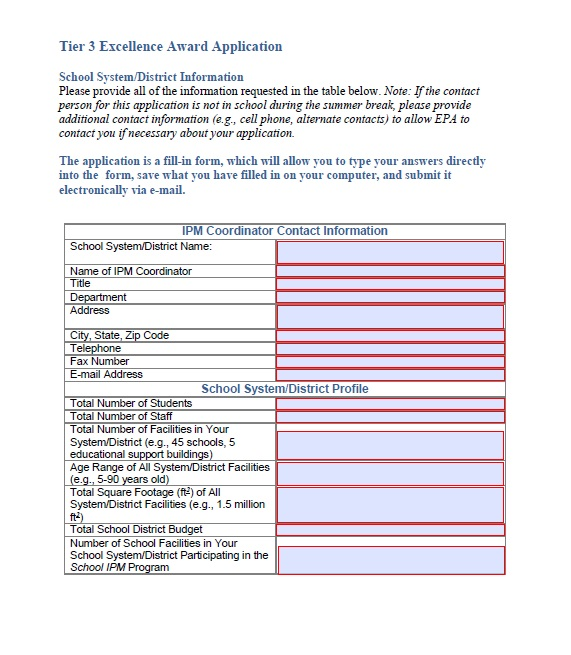 Tier 3 Excellence Award Application
School System/District Information
Please provide all of the information requested in the table below. Note: If the contact
person for this application is not in school during the summer break, please provide
additional contact information (e.g., cell phone, alternate contacts) to allow EPA to
contact you if necessary about your application.
The application is a fill-in form, which will allow you to type your answers directly
into the form, save what you have filled in on your computer, and submit it
electronically via e-mail.
IPM Coordinator Contact Information
School System/District Name:
Name of IPM Coordinator
Title
Department
Address
City, State, Zip Code
Telephone
Fax Number
E-mail Address
School System/District Profile
Total Number of Students
Total Number of Staff
Total Number of Facilities in Your
System/District (e.g., 45 schools, 5
educational support buildings)
Age Range of All System/District Facilities
(e.g., 5-90 years old)
Total Square Footage (ft²) of All
System/District Facilities (e.g., 1.5 million
ft²)
Total School District Budget
Number of School Facilities in Your
School System/District Participating in the
School IPM Program